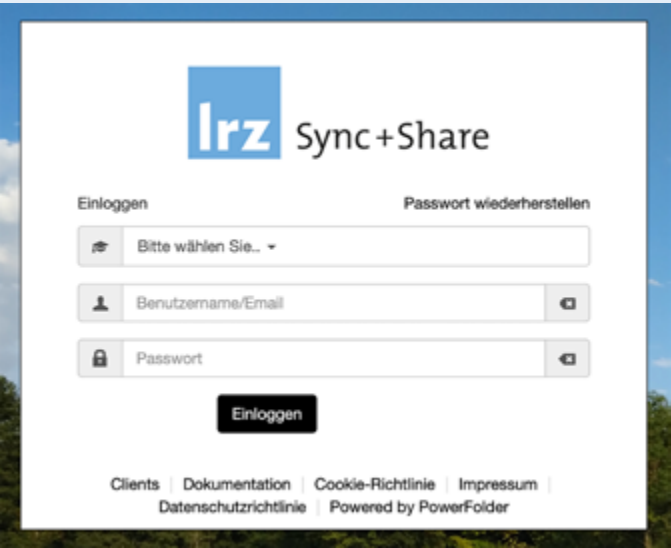 lrz Sync+Share
Einloggen Passwort wiederherstellen
Bitte wählen Sie...
Benutzername/Email
Passwort
Einloggen
Clients Dokumentation Cookie-Richtlinie Impressum
Datenschutzrichtlinie Powered by PowerFolder